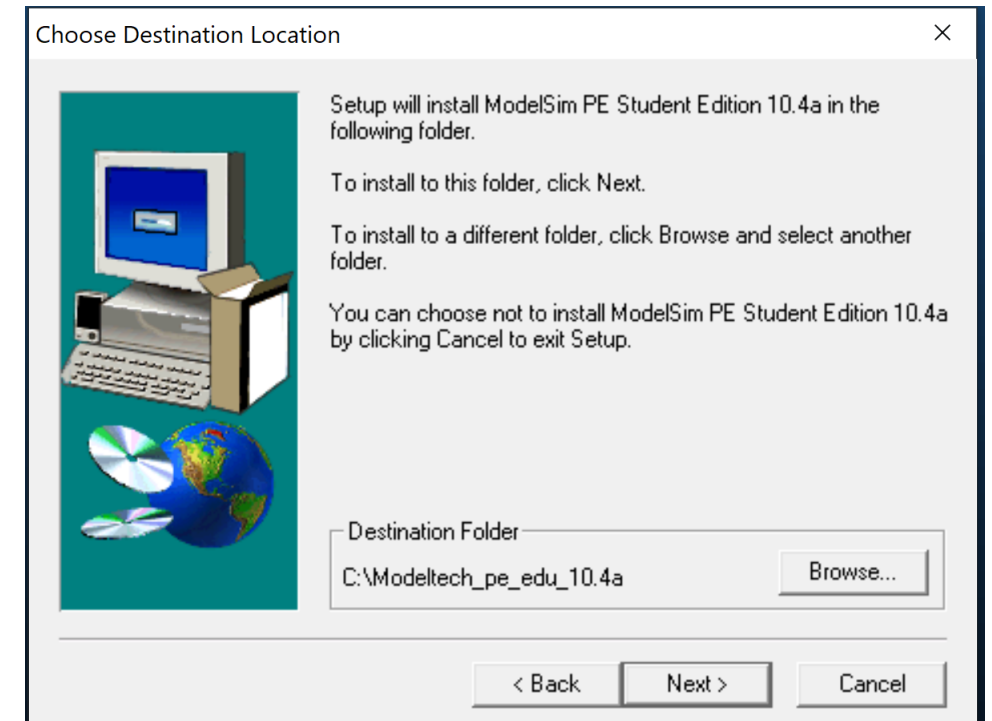 Choose Destination Location
Setup will install ModelSim PE Student Edition 10.4a in the
following folder.
To install to this folder, click Next.
To install to a different folder, click Browse and select another
folder.
You can choose not to install ModelSim PE Student Edition 10.4a
by clicking Cancel to exit Setup.
Destination Folder
C:\Modeltech_pe_edu_10.4a
Browse...
< Back
Next >
Cancel